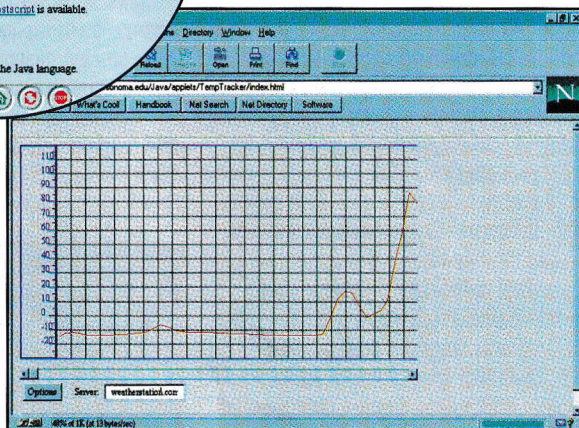 ostscript is available.
the Java language.
Directory Window Help
Reload Open Print Find
STOP
onoma.edu/Java/applets/TempTracker/index.html
N
What's Cool! Handbook Net Search Net Directory Software
110
100
90
80
70
60
50
40
30
20
10
0
-10
-20
Options Server: weatherstation.com
48% of 1K (at 13 bytes/sec)